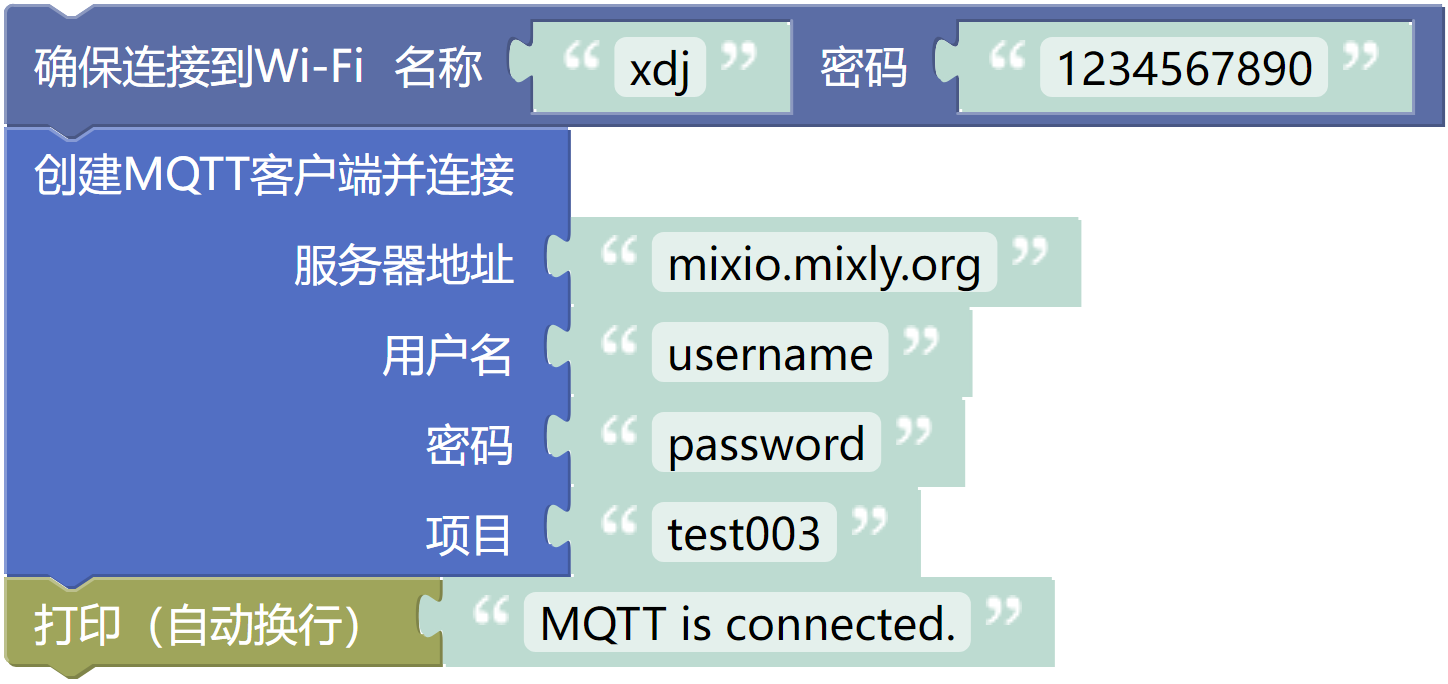 确保连接到Wi-Fi 名称 “ xdj ” 密码 “ 1234567890 ”
创建MQTT客户端并连接
服务器地址 “ mixio.mixly.org ”
用户名 “ username ”
密码 “ password ”
项目 “ test003 ”
打印（自动换行） “ MQTT is connected. ”